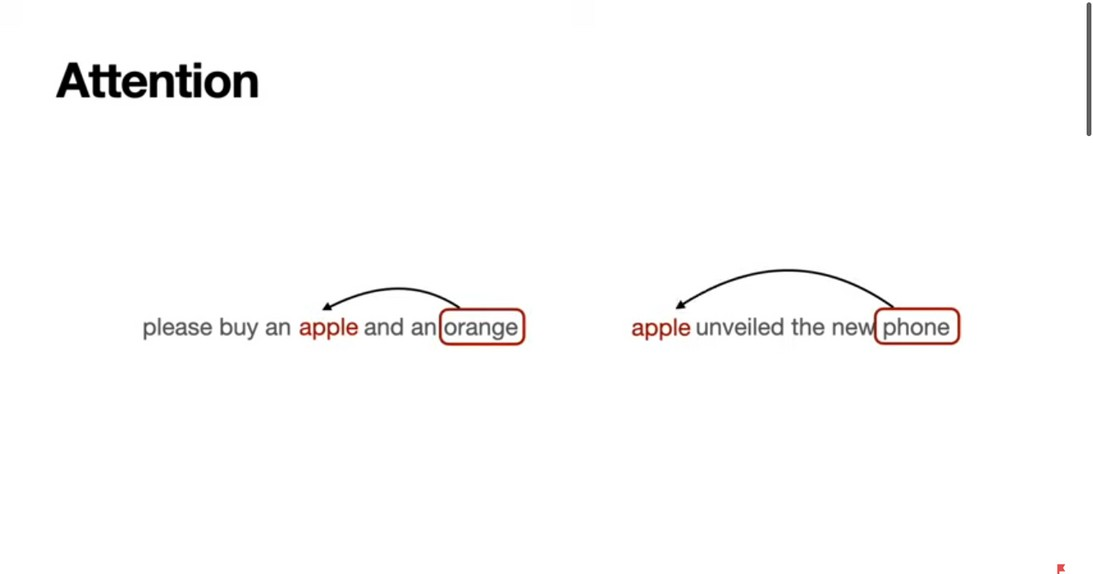 Attention
please buy an apple and an orange
apple unveiled the new phone